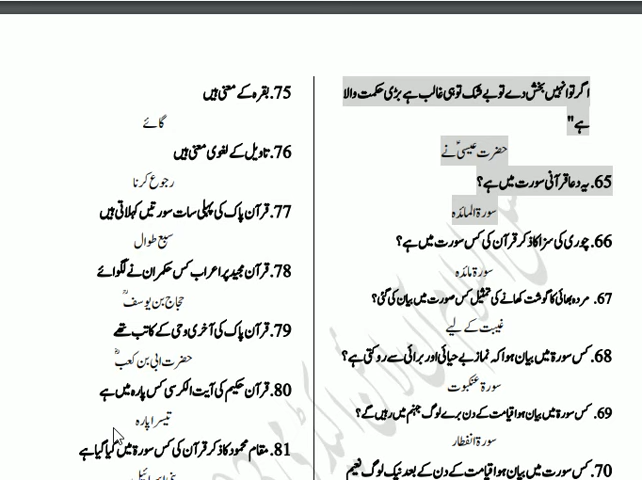 اگر تو انہیں بخش دے تو بے شک تو ہی غالب ہے بڑی حکمت والا
ہے"
حضرت عیسیٰؑ نے
65. یہ دعا قرآنی سورت میں ہے؟
سورۃ المائدہ
66. چوری کی سزا کا ذکر قرآن کی کس سورت میں ہے؟
سورۃ مائدہ
67. مردہ بھائی کا گوشت کھانے کی تمثیل کس صورت میں بیان کی گئی؟
غیبت کے لیے
68. کس سورۃ میں بیان ہوا کہ نماز بے حیائی اور برائی سے روکتی ہے؟
سورۃ عنکبوت
69. کس سورۃ میں بیان ہوا قیامت کے دن برے لوگ جہنم میں رہیں گے؟
سورۃ انفطار
70. کس سورت میں بیان ہوا قیامت کے دن کے بعد نیک لوگ نعیم
75. بقرہ کے معنی ہیں
گائے
76. تاویل کے لغوی معنی ہیں
رجوع کرنا
77. قرآن پاک کی پہلی سات سورتیں کہلاتی ہیں
سبع طوال
78. قرآن مجید پر اعراب کس حکمران نے لگوائے
حجاج بن یوسفؒ
79. قرآن پاک کی آخری وحی کے کاتب تھے
حضرت ابی بن کعبؓ
80. قرآن حکیم کی آیت الکرسی کس پارہ میں ہے
تیسرا پارہ
81. مقام محمود کا ذکر قرآن کی کس سورۃ میں کیا گیا ہے